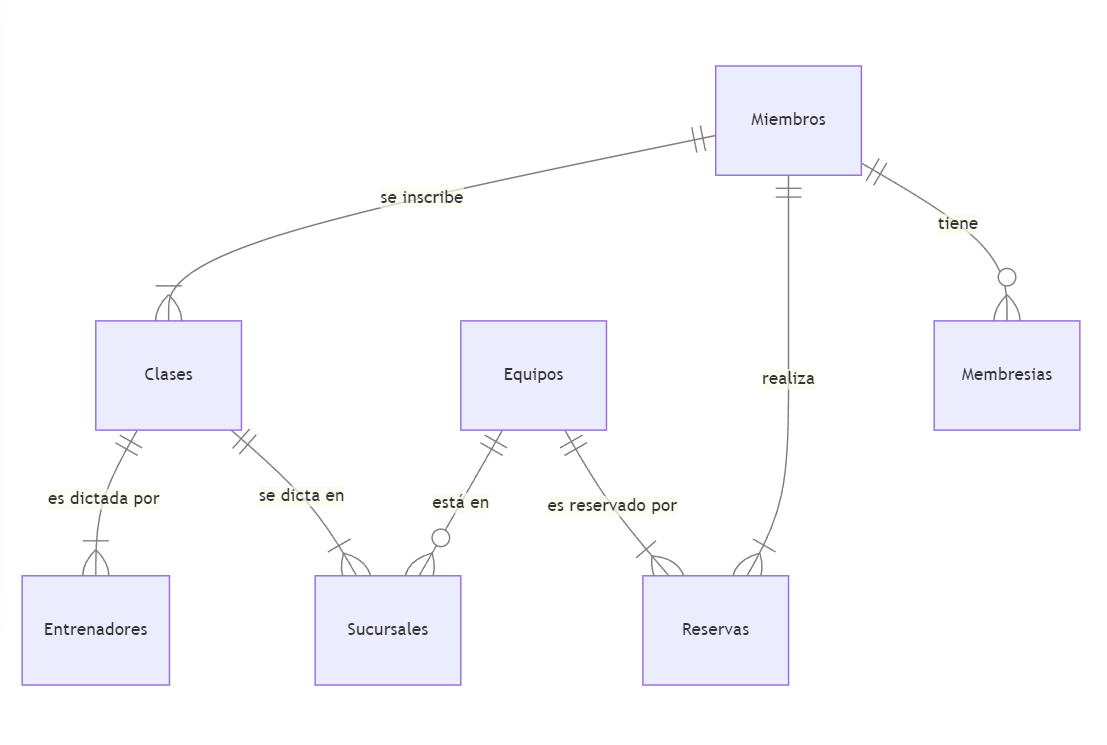 Miembros
se inscribe
tiene
Clases
Equipos
realiza
Membresias
es dictada por
se dicta en
está en
es reservado por
Entrenadores
Sucursales
Reservas